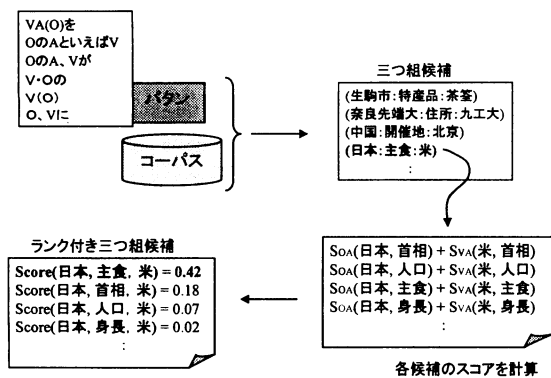 VA(O)を
OのAといえばV
OのA、Vが
V・Oの
V(O)
O、Vに
パタン
コーパス
三つ組候補
(生駒市:特産品:茶筌)
(奈良先端大:住所:九工大)
(中国:開催地:北京)
(日本:主食:米)
:
SOA(日本, 首相) + SVA(米, 首相)
SOA(日本, 人口) + SVA(米, 人口)
SOA(日本, 主食) + SVA(米, 主食)
SOA(日本, 身長) + SVA(米, 身長)
:
各候補のスコアを計算
ランク付き三つ組候補
Score(日本, 主食, 米) = 0.42
Score(日本, 首相, 米) = 0.18
Score(日本, 人口, 米) = 0.07
Score(日本, 身長, 米) = 0.02
: